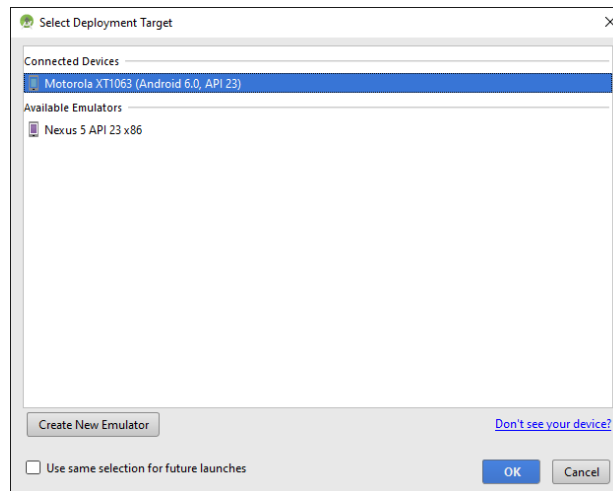 Select Deployment Target
Connected Devices
Motorola XT1063 (Android 6.0, API 23)
Available Emulators
Nexus 5 API 23 x86
Create New Emulator
Don't see your device?
Use same selection for future launches
OK
Cancel